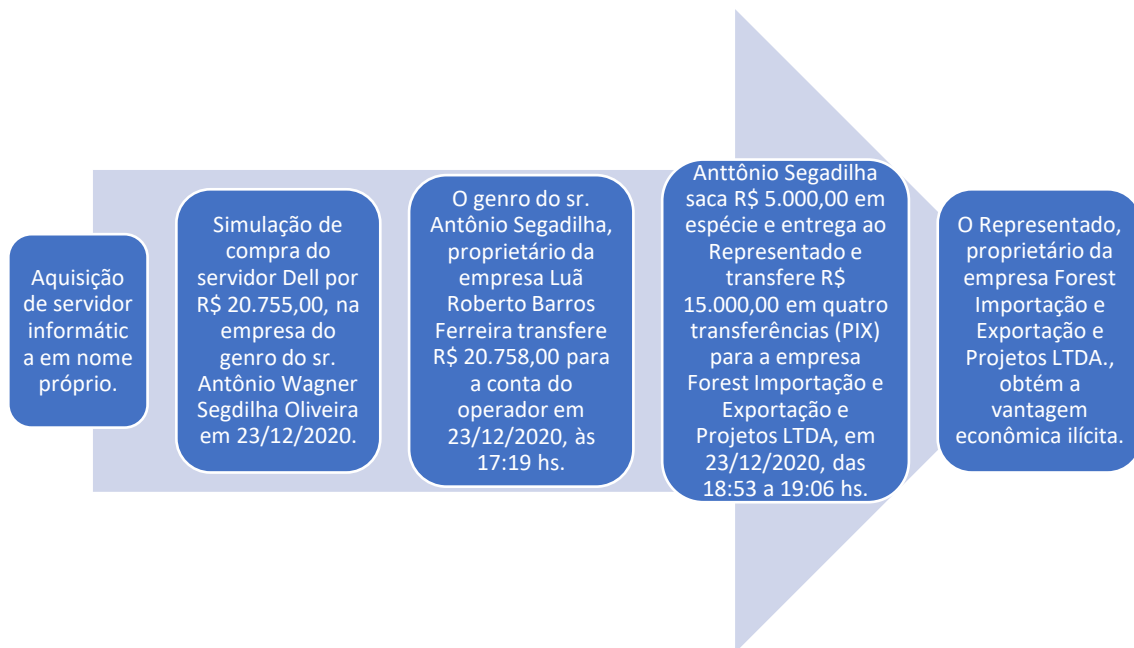 Aquisição
de servidor
informátic
a em nome
próprio.
Simulação de
compra do
servidor Dell por
R$ 20.755,00, na
empresa do
genro do sr.
Antônio Wagner
Segdilha Oliveira
em 23/12/2020.
O genro do sr.
Antônio Segadilha,
proprietário da
empresa Luã
Roberto Barros
Ferreira transfere
R$ 20.758,00 para
a conta do
operador em
23/12/2020, às
17:19 hs.
Anttônio Segadilha
saca R$ 5.000,00 em
espécie e entrega ao
Representado e
transfere R$
15.000,00 em quatro
transferências (PIX)
para a empresa
Forest Importação e
Exportação e
Projetos LTDA, em
23/12/2020, das
18:53 a 19:06 hs.
O Representado,
proprietário da
empresa Forest
Importação e
Exportação e
Projetos LTDA.,
obtém a
vantagem
econômica ilícita.